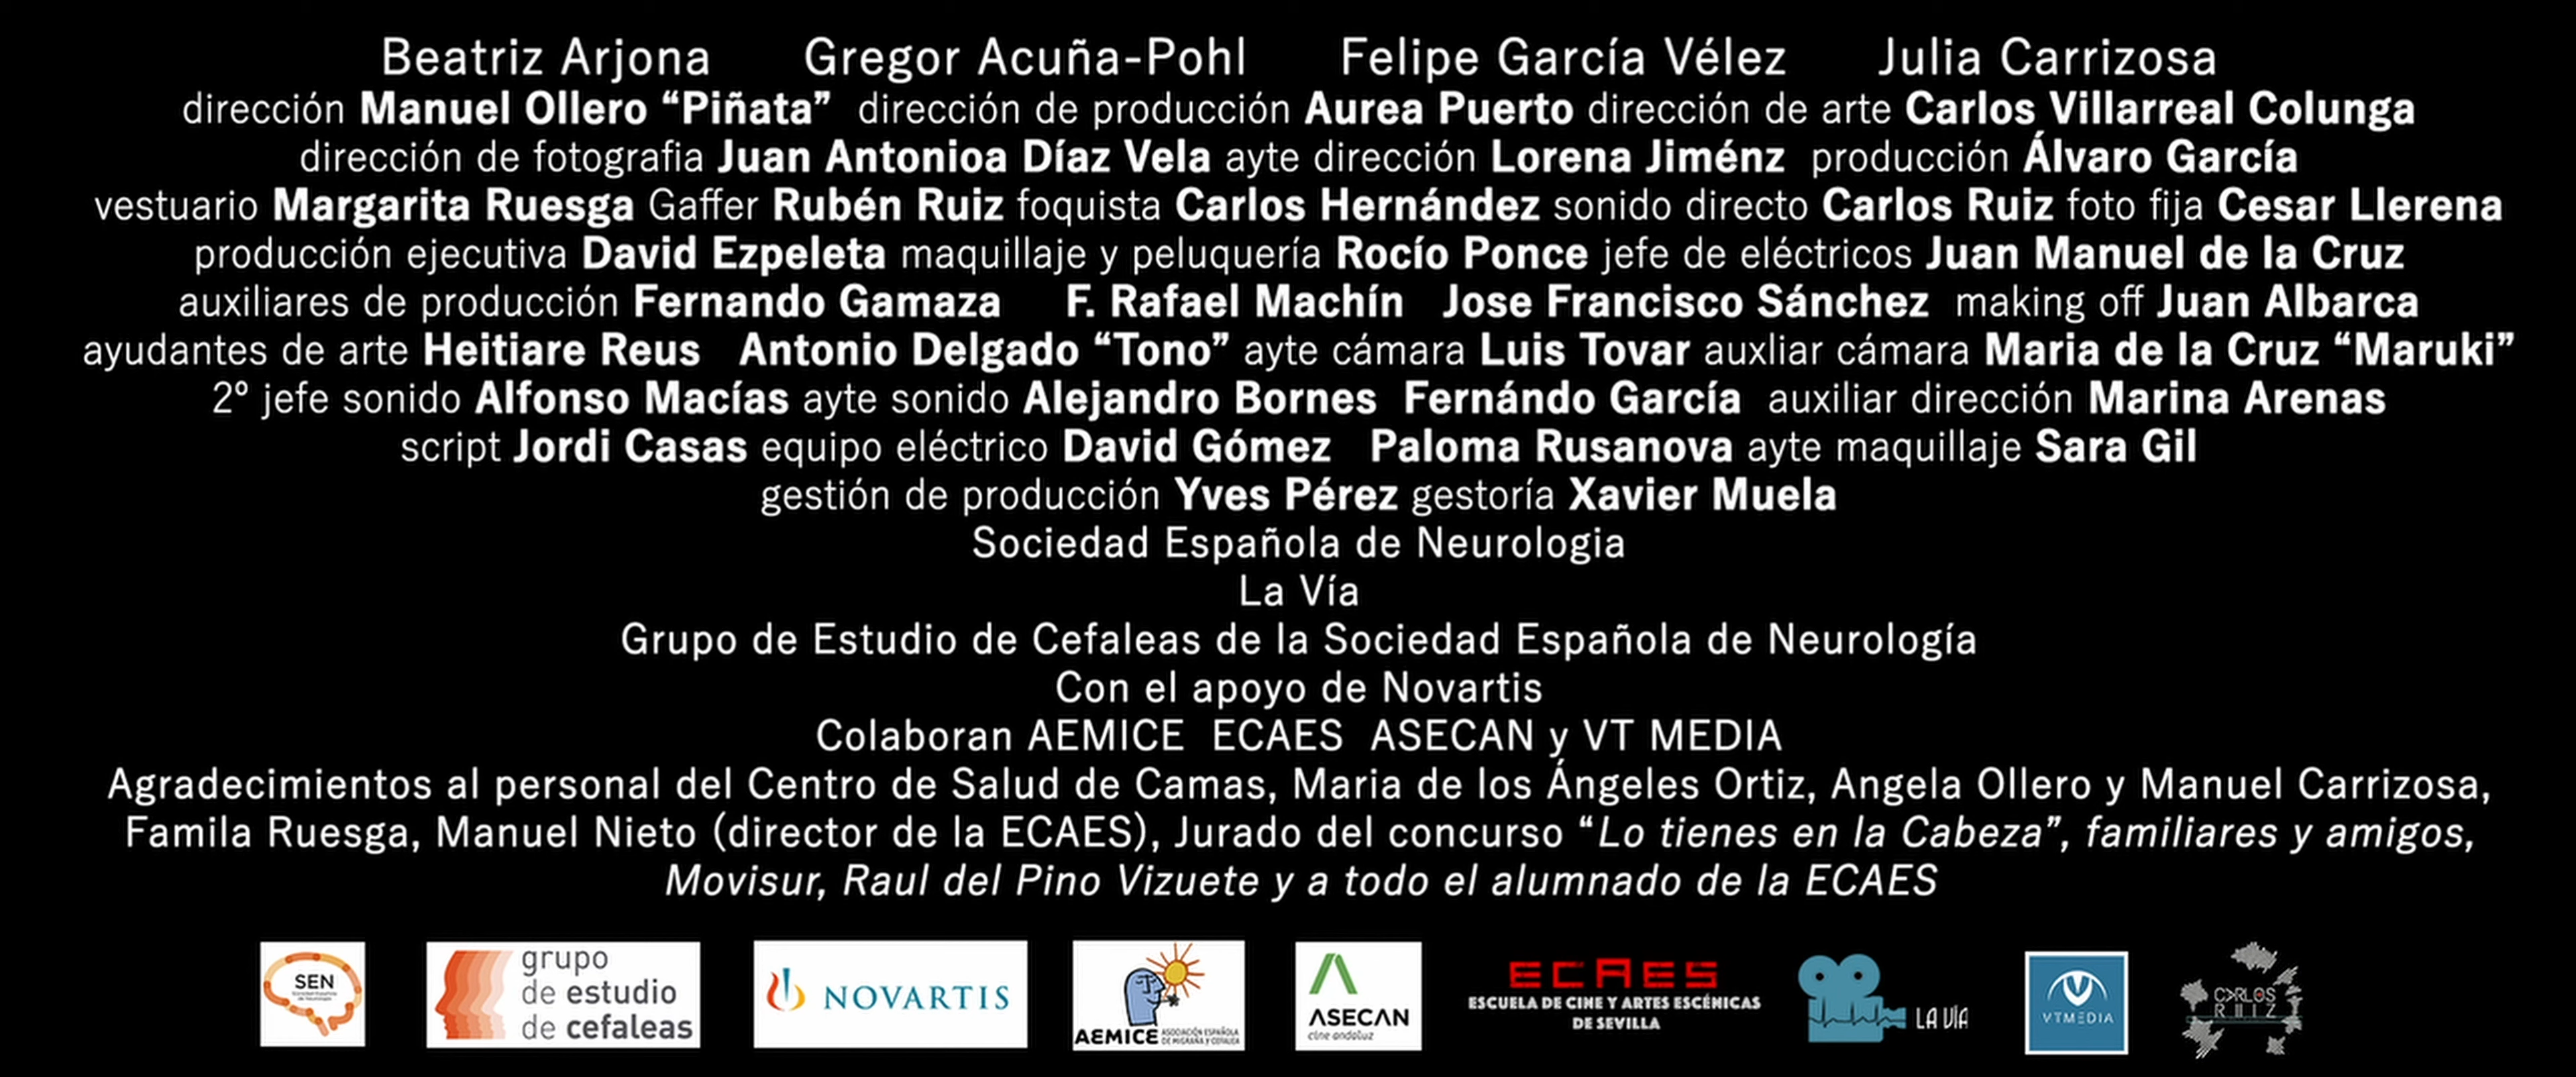 Beatriz Arjona Gregor Acuña-Pohl Felipe García Vélez Julia Carrizosa
dirección Manuel Ollero “Piñata” dirección de producción Aurea Puerto dirección de arte Carlos Villarreal Colunga
dirección de fotografia Juan Antonioa Díaz Vela ayte dirección Lorena Jiménz producción Álvaro García
vestuario Margarita Ruesga Gaffer Rubén Ruiz foquista Carlos Hernández sonido directo Carlos Ruiz foto fija Cesar Llerena
producción ejecutiva David Ezpeleta maquillaje y peluquería Rocío Ponce jefe de eléctricos Juan Manuel de la Cruz
auxiliares de producción Fernando Gamaza F. Rafael Machín Jose Francisco Sánchez making off Juan Albarca
ayudantes de arte Heitiare Reus Antonio Delgado “Tono” ayte cámara Luis Tovar auxliar cámara Maria de la Cruz “Maruki”
2º jefe sonido Alfonso Macías ayte sonido Alejandro Bornes Fernándo García auxiliar dirección Marina Arenas
script Jordi Casas equipo eléctrico David Gómez Paloma Rusanova ayte maquillaje Sara Gil
gestión de producción Yves Pérez gestoría Xavier Muela
Sociedad Española de Neurologia
La Vía
Grupo de Estudio de Cefaleas de la Sociedad Española de Neurología
Con el apoyo de Novartis
Colaboran AEMICE ECAES ASECAN y VT MEDIA
Agradecimientos al personal del Centro de Salud de Camas, Maria de los Ángeles Ortiz, Angela Ollero y Manuel Carrizosa,
Famila Ruesga, Manuel Nieto (director de la ECAES), Jurado del concurso “Lo tienes en la Cabeza”, familiares y amigos,
Movisur, Raul del Pino Vizuete y a todo el alumnado de la ECAES
SEN
Sociedad Española
de Neurología
grupo
de estudio
de cefaleas
NOVARTIS
AEMICE ASOCIACIÓN ESPAÑOLA
DE MIGRAÑA Y CEFALEA
ASECAN
cine andaluz
ECAES
ESCUELA DE CINE Y ARTES ESCÉNICAS
DE SEVILLA
LA VÍA
VTMEDIA
CARLOS
RUIZ